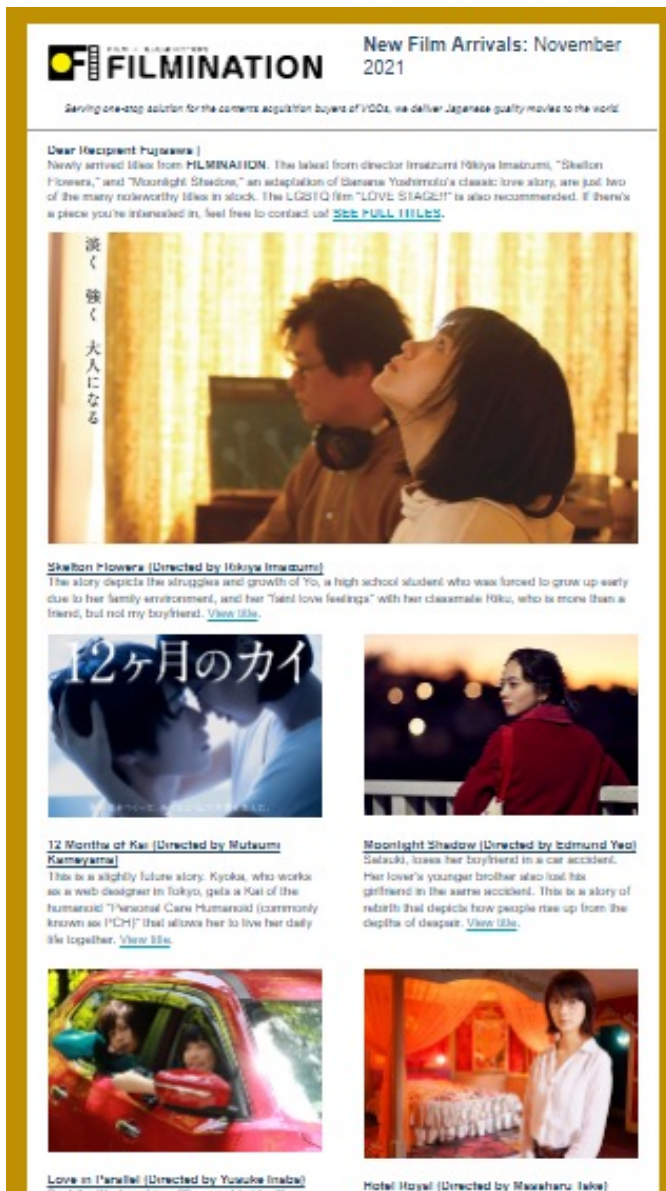 FILMINATION
New Film Arrivals: November
2021
Serving one-stop solution for the contents acquisition buyers of VODs, we deliver Japanese quality movies to the world.
Dear Recipient Fujisawa |
Newly arrived titles from FILMINATION. The latest from director Imaizumi Rikiya Imaizumi, "Skelton
Flowers," and "Moonlight Shadow," an adaptation of Banana Yoshimoto's classic love story, are just two
of the many noteworthy titles in stock. The LGBTQ film "LOVE STAGE!!" is also recommended. If there's
a piece you're interested in, feel free to contact us! SEE FULL TITLES.
淡く 強く 大人になる
Skelton Flowers (Directed by Rikiya Imaizumi)
The story depicts the struggles and growth of Yo, a high school student who was forced to grow up early
due to her family environment, and her "faint love feelings" with her classmate Riku, who is more than a
friend, but not my boyfriend. View title.
12ヶ月のカイ
12 Months of Kai (Directed by Mutsumi
Kameyama)
This is a slightly future story. Kyoka, who works
as a web designer in Tokyo, gets a Kai of the
humanoid "Personal Care Humanoid (commonly
known as PCH)" that allows her to live her daily
life together. View title.
Moonlight Shadow (Directed by Edmund Yeo)
Satsuki, loses her boyfriend in a car accident.
Her lover's younger brother also lost his
girlfriend in the same accident. This is a story of
rebirth that depicts how people rise up from the
depths of despair. View title.
Love in Parallel (Directed by Yusuke Inaba)
Hotel Royal (Directed by Masaharu Take)